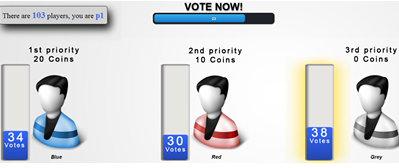 There are 103 players, you are p1
VOTE NOW!
1st priority
20 Coins
2nd priority
10 Coins
3rd priority
0 Coins
34
Votes
30
Votes
38
Votes
Blue
Red
Grey